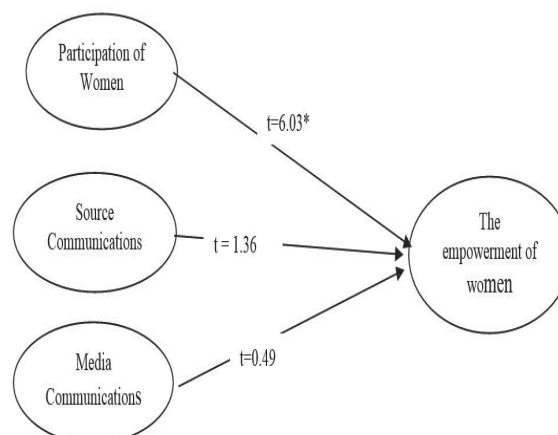 Participation of
Women
t=6.03*
Source
Communications
t = 1.36
The
empowerment of
women
Media
Communications
t=0.49